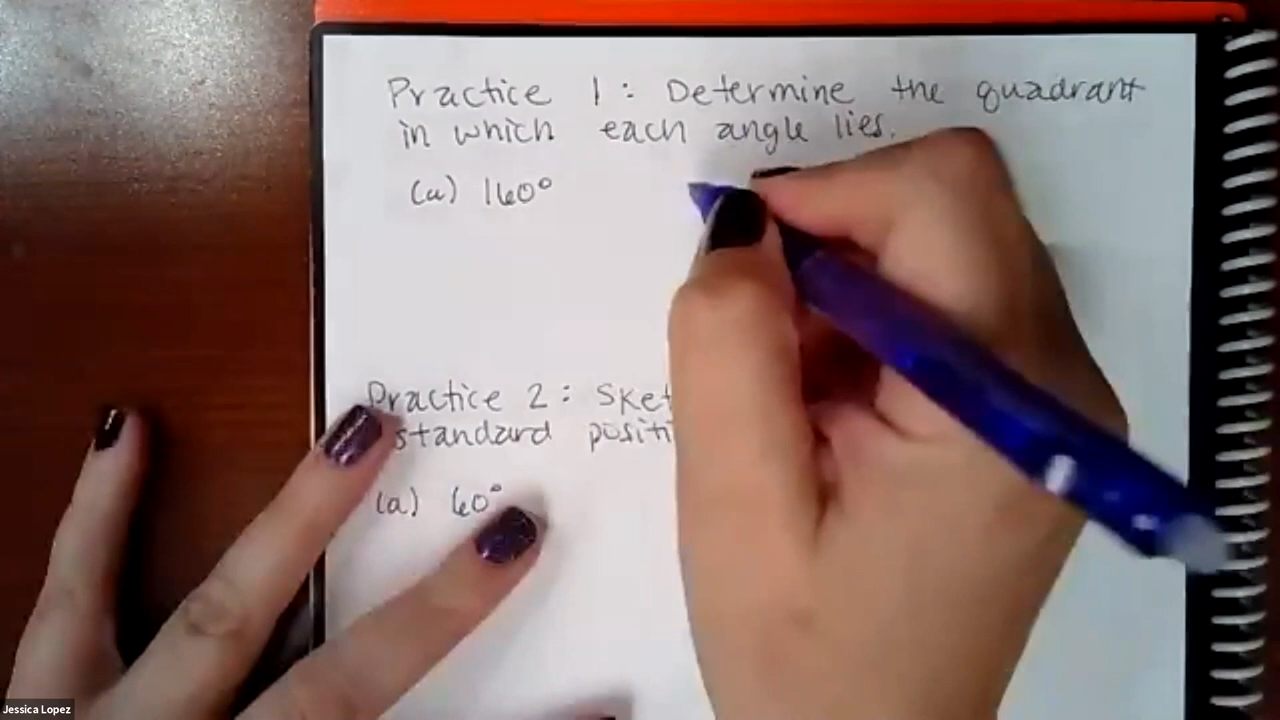 Practice 1: Determine the quadrant
in which each angle lies.
(a) 160°
Practice 2: Sket
standard positi
(a) 60°
Jessica Lopez